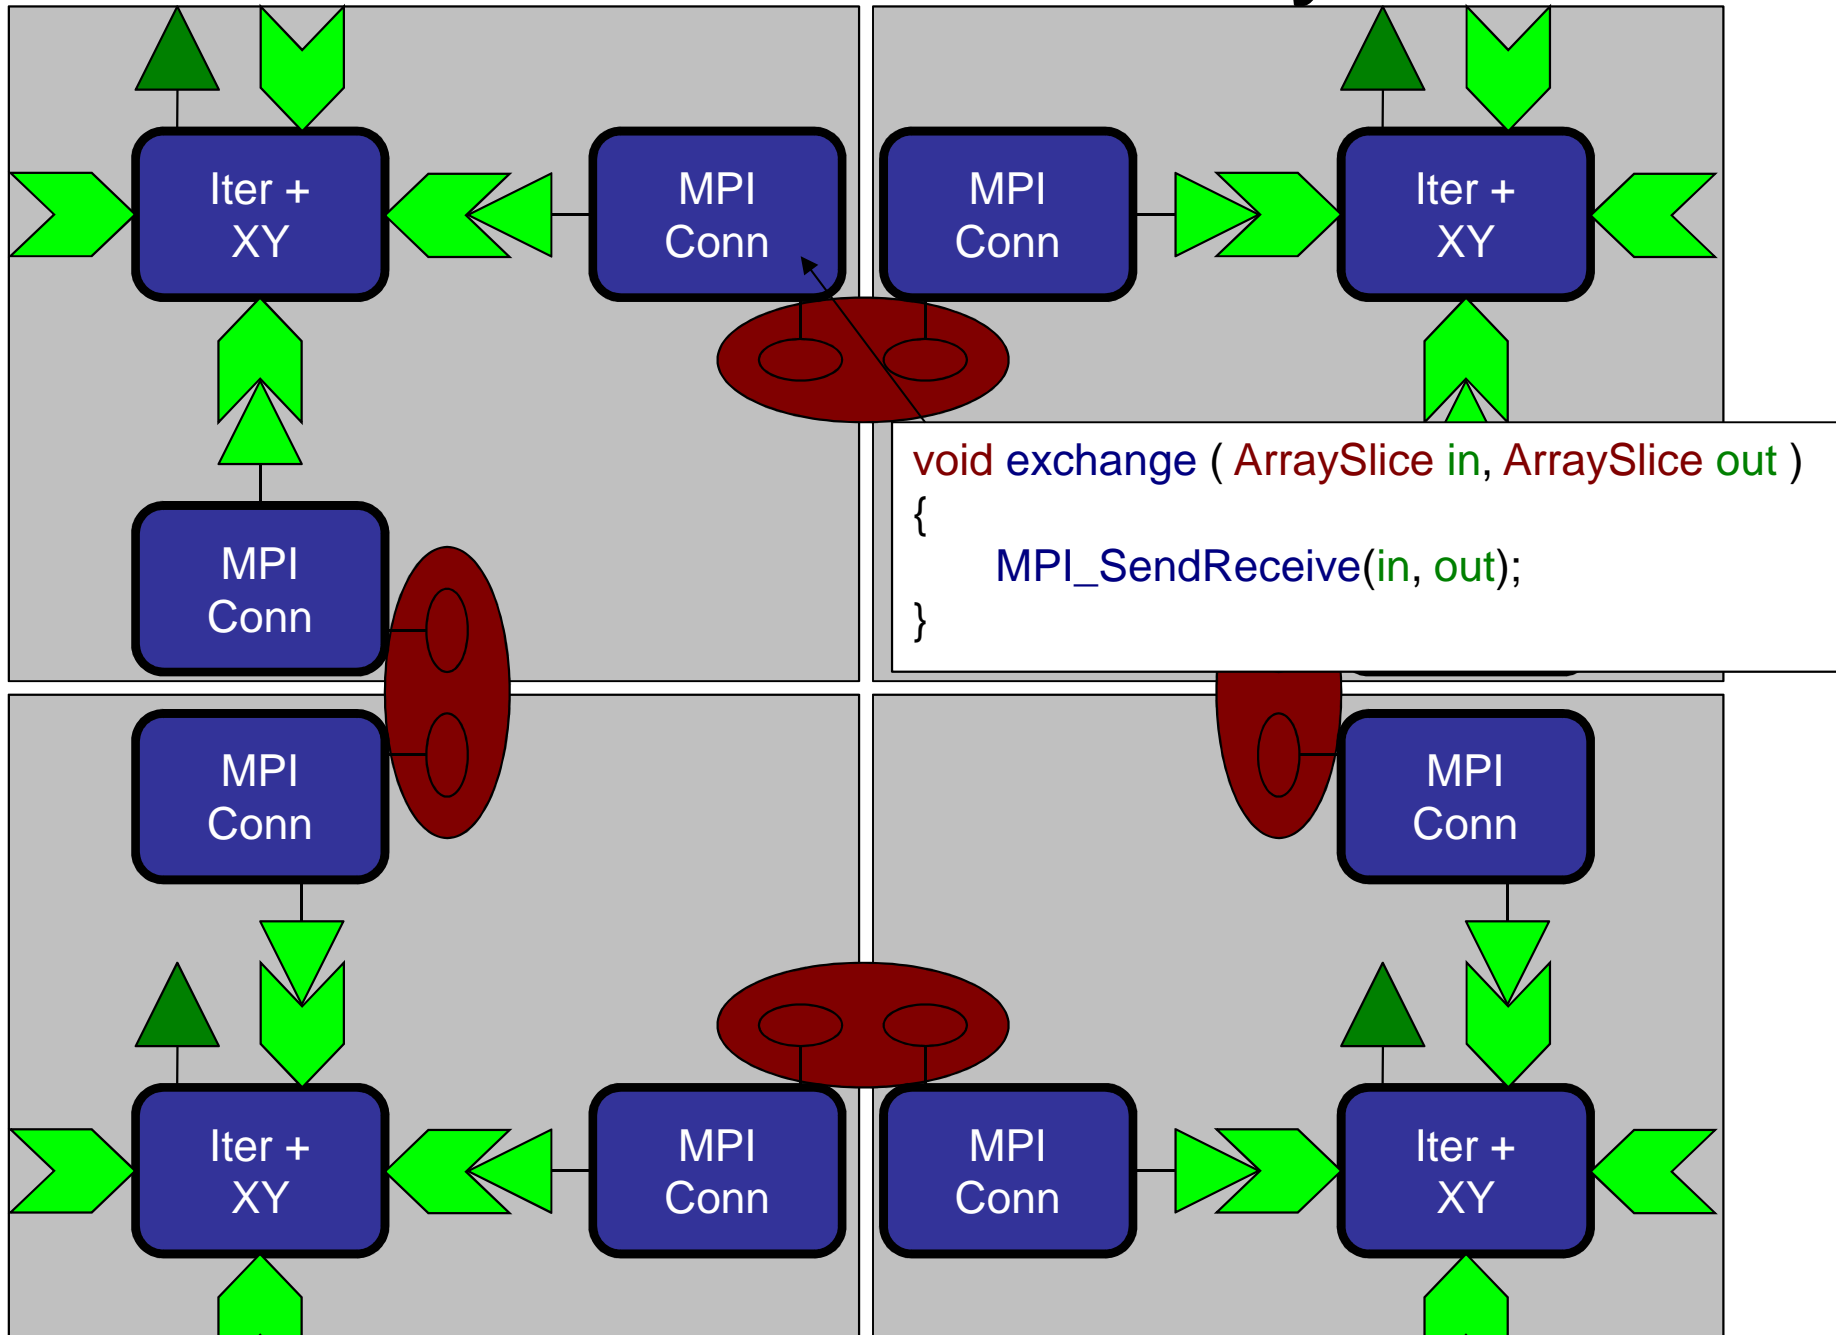 Iter +
XY
MPI
Conn
MPI
Conn
Iter +
XY
void exchange ( ArraySlice in, ArraySlice out )
{
MPI_SendReceive(in, out);
}
MPI
Conn
MPI
Conn
MPI
Conn
Iter +
XY
MPI
Conn
MPI
Conn
Iter +
XY